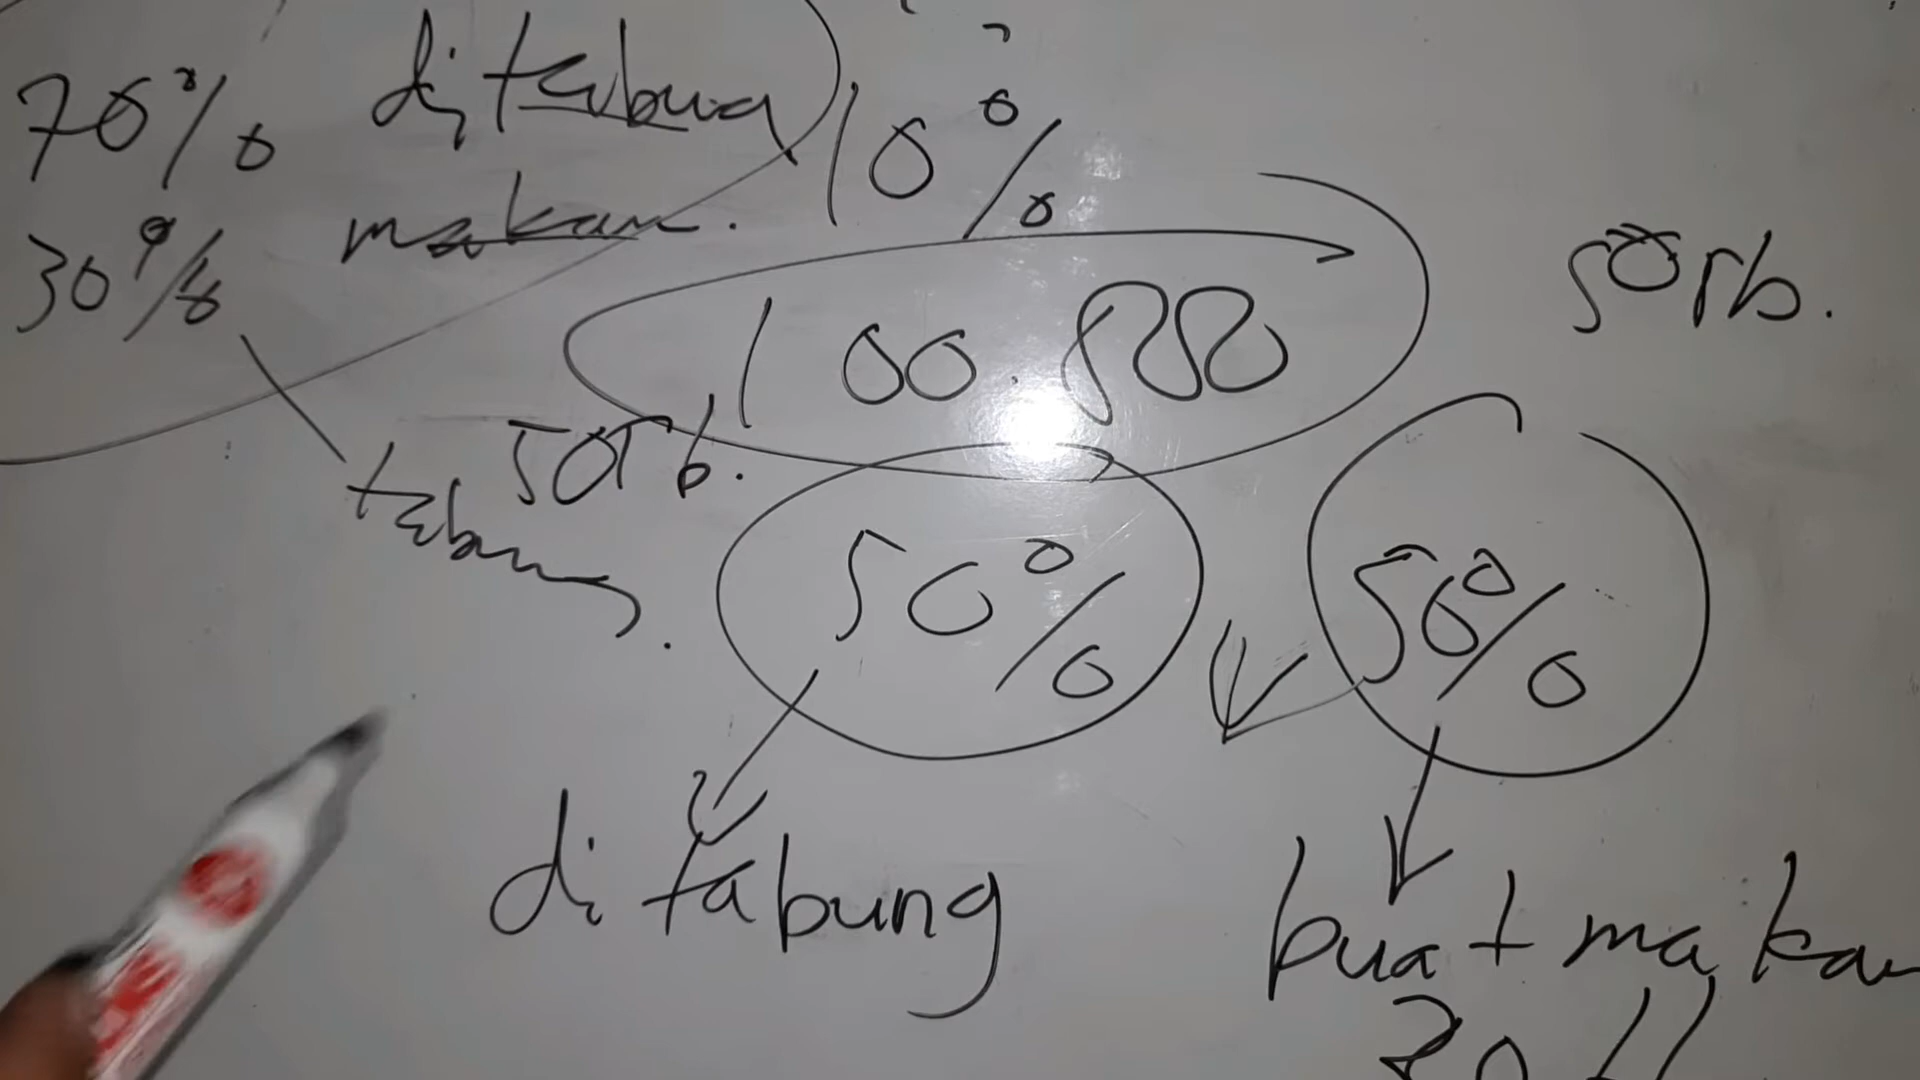 70% ditabung
10%
30% makan.
50rb.
100.000
50rb.
tabung.
50%
50%
ditabung
buat makan